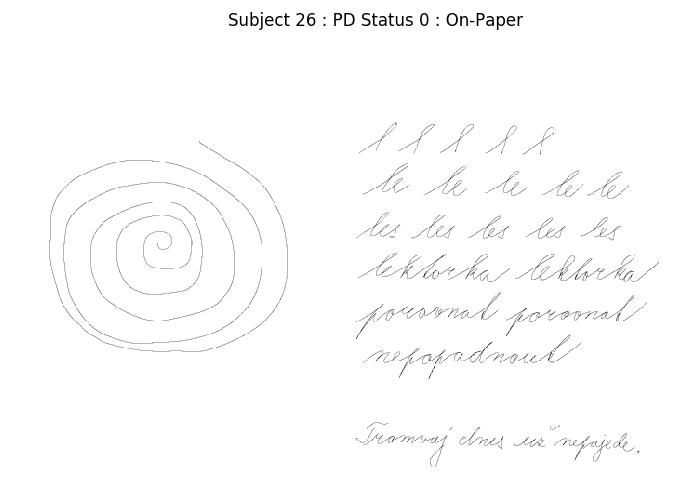 Subject 26 : PD Status 0 : On-Paper
l l l l l
le le le le le
les les les les les
lektorka lektorka
porovnat porovnat
nepopadnout
Tramvaj dnes už nepojede.